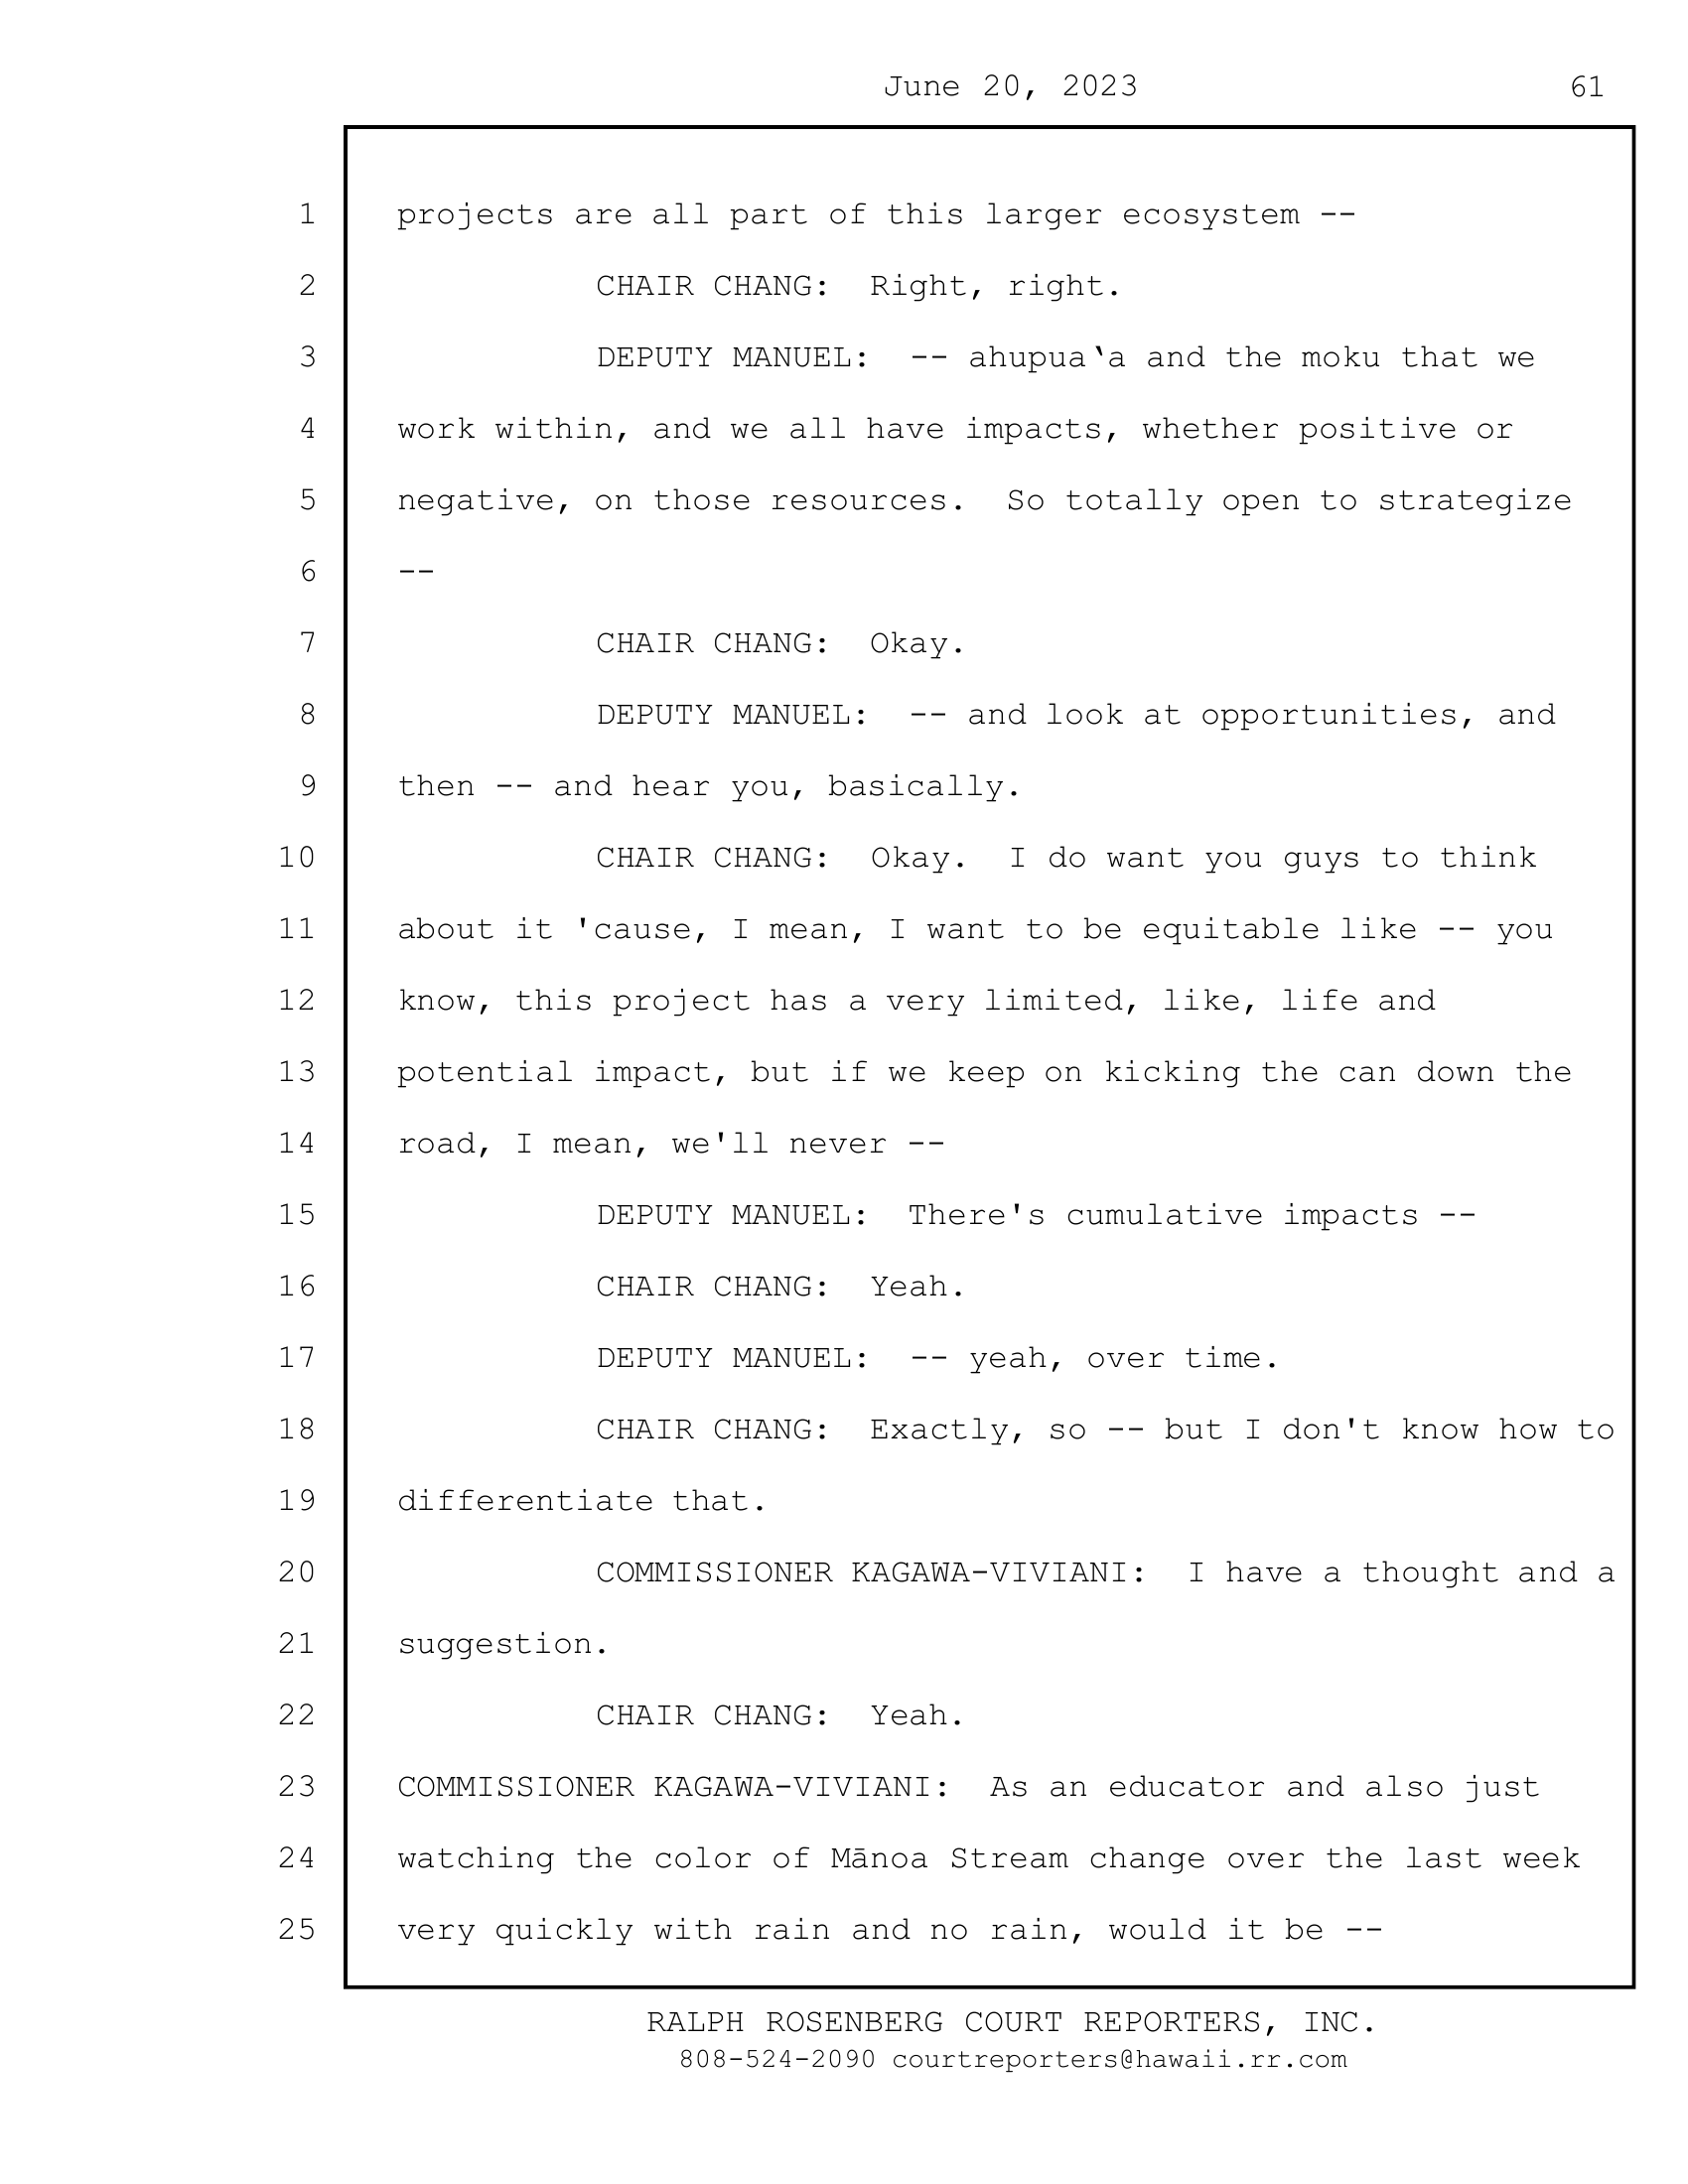 June 20, 2023 61
1 projects are all part of this larger ecosystem --
2 CHAIR CHANG: Right, right.
3 DEPUTY MANUEL: -- ahupua‘a and the moku that we
4 work within, and we all have impacts, whether positive or
5 negative, on those resources. So totally open to strategize
6 --
7 CHAIR CHANG: Okay.
8 DEPUTY MANUEL: -- and look at opportunities, and
9 then -- and hear you, basically.
10 CHAIR CHANG: Okay. I do want you guys to think
11 about it 'cause, I mean, I want to be equitable like -- you
12 know, this project has a very limited, like, life and
13 potential impact, but if we keep on kicking the can down the
14 road, I mean, we'll never --
15 DEPUTY MANUEL: There's cumulative impacts --
16 CHAIR CHANG: Yeah.
17 DEPUTY MANUEL: -- yeah, over time.
18 CHAIR CHANG: Exactly, so -- but I don't know how to
19 differentiate that.
20 COMMISSIONER KAGAWA-VIVIANI: I have a thought and a
21 suggestion.
22 CHAIR CHANG: Yeah.
23 COMMISSIONER KAGAWA-VIVIANI: As an educator and also just
24 watching the color of Mānoa Stream change over the last week
25 very quickly with rain and no rain, would it be --
RALPH ROSENBERG COURT REPORTERS, INC.
808-524-2090 courtreporters@hawaii.rr.com